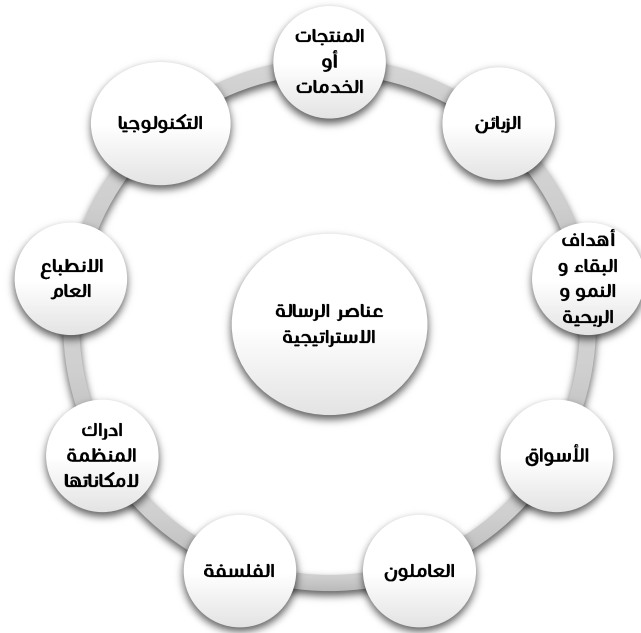 المنتجات
أو
الخدمات
الزبائن
أهداف
البقاء و
النمو و
الربحية
الأسواق
العاملون
الفلسفة
ادراك
المنظمة
لامكاناتها
الانطباع
العام
التكنولوجيا
عناصر الرسالة
الاستراتيجية